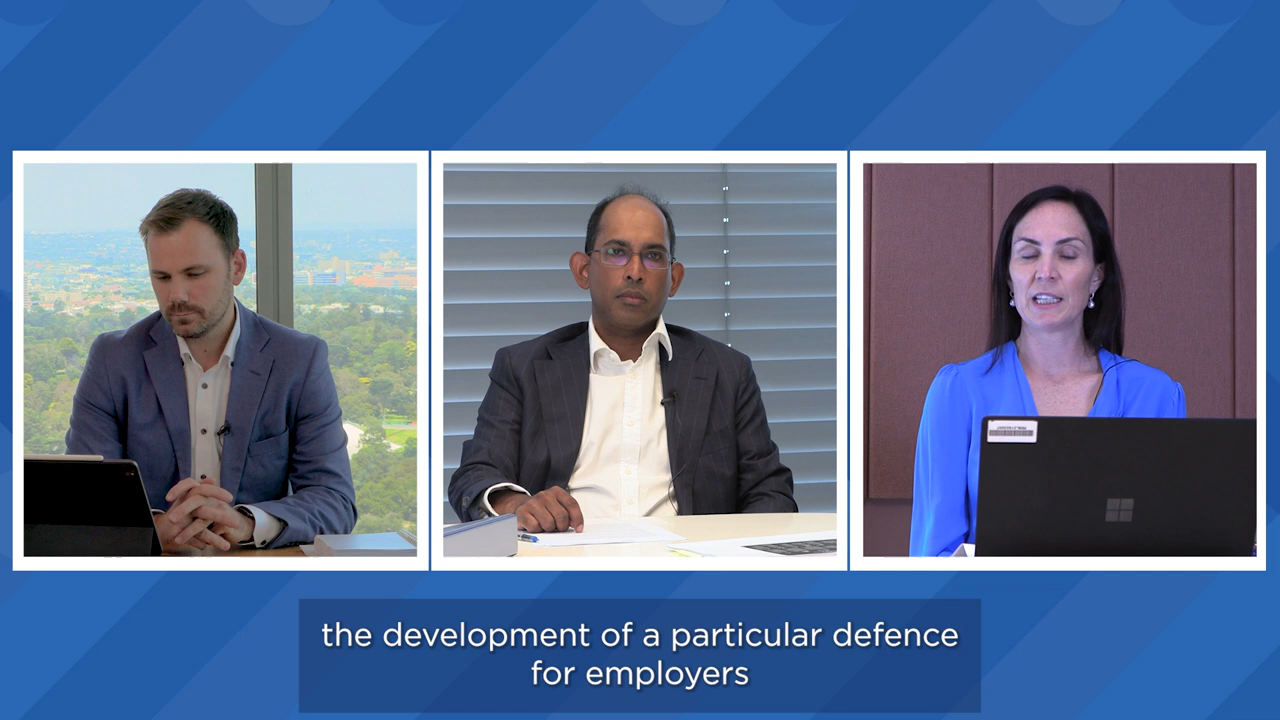 the development of a particular defence
for employers